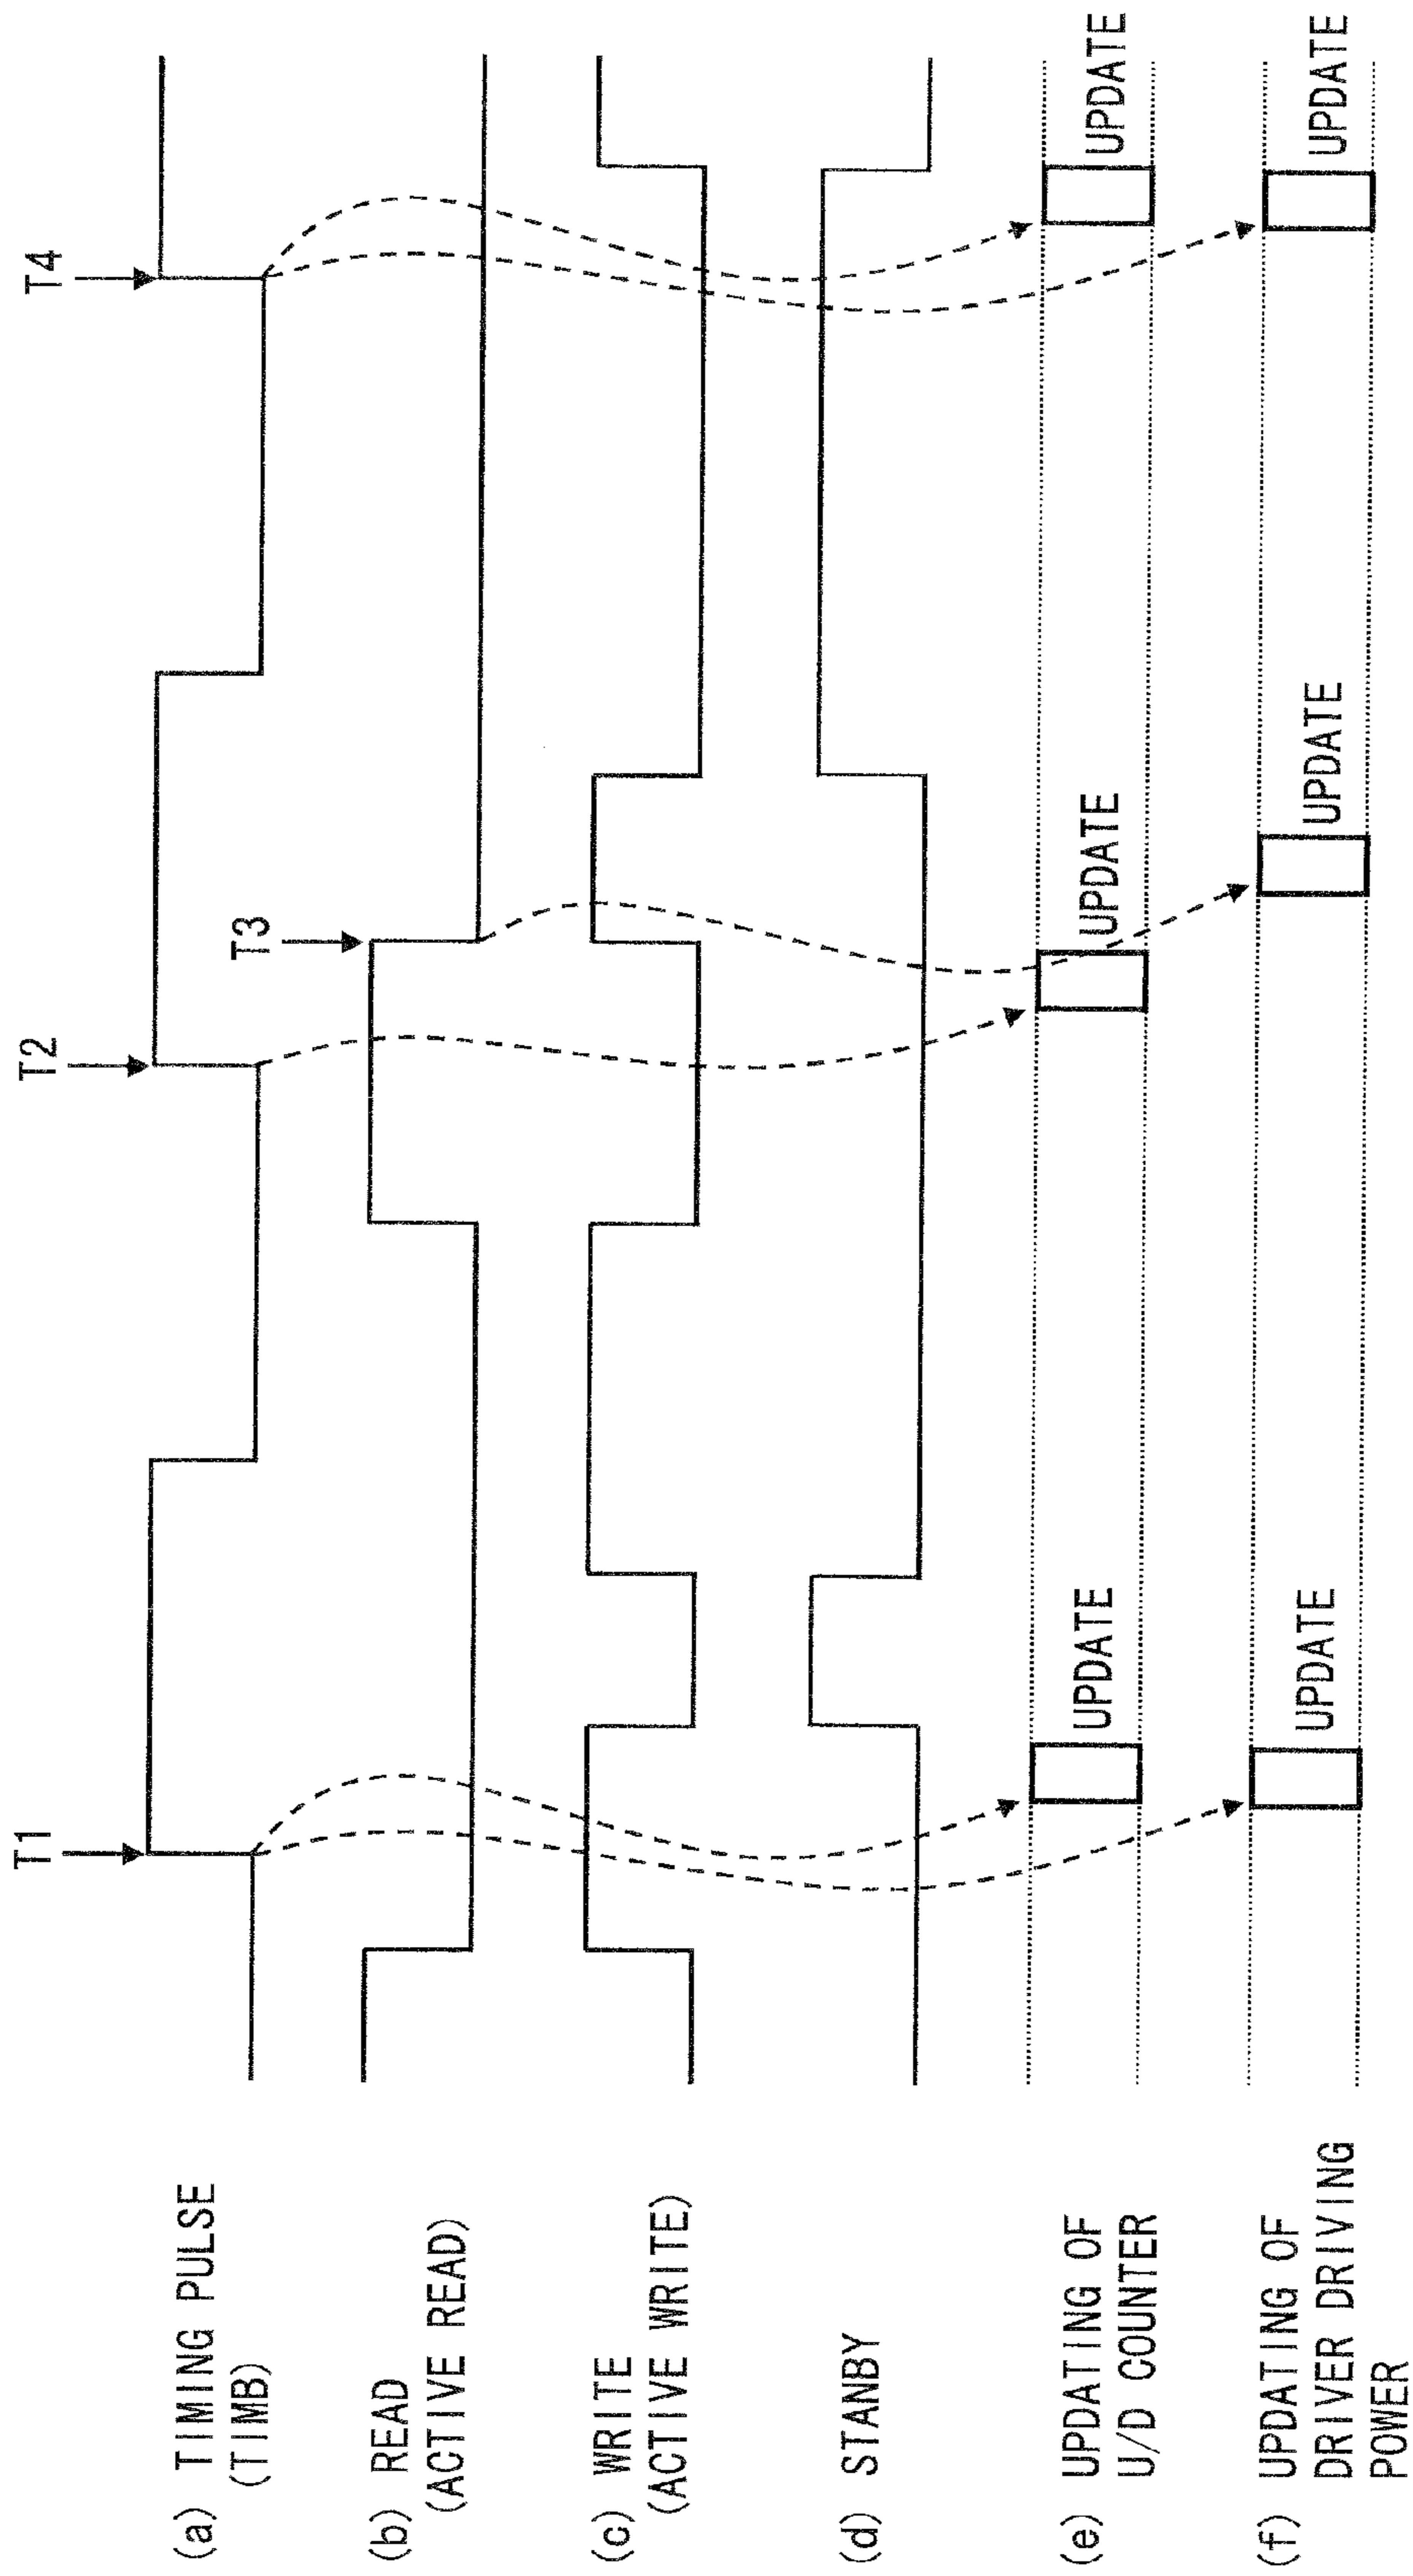 T1
T2
T3
T4
(a) TIMING PULSE
(TIMB)
(b) READ
(ACTIVE READ)
(c) WRITE
(ACTIVE WRITE)
(d) STANBY
(e) UPDATING OF
U/D COUNTER
UPDATE
UPDATE
UPDATE
(f) UPDATING OF
DRIVER DRIVING
POWER
UPDATE
UPDATE
UPDATE